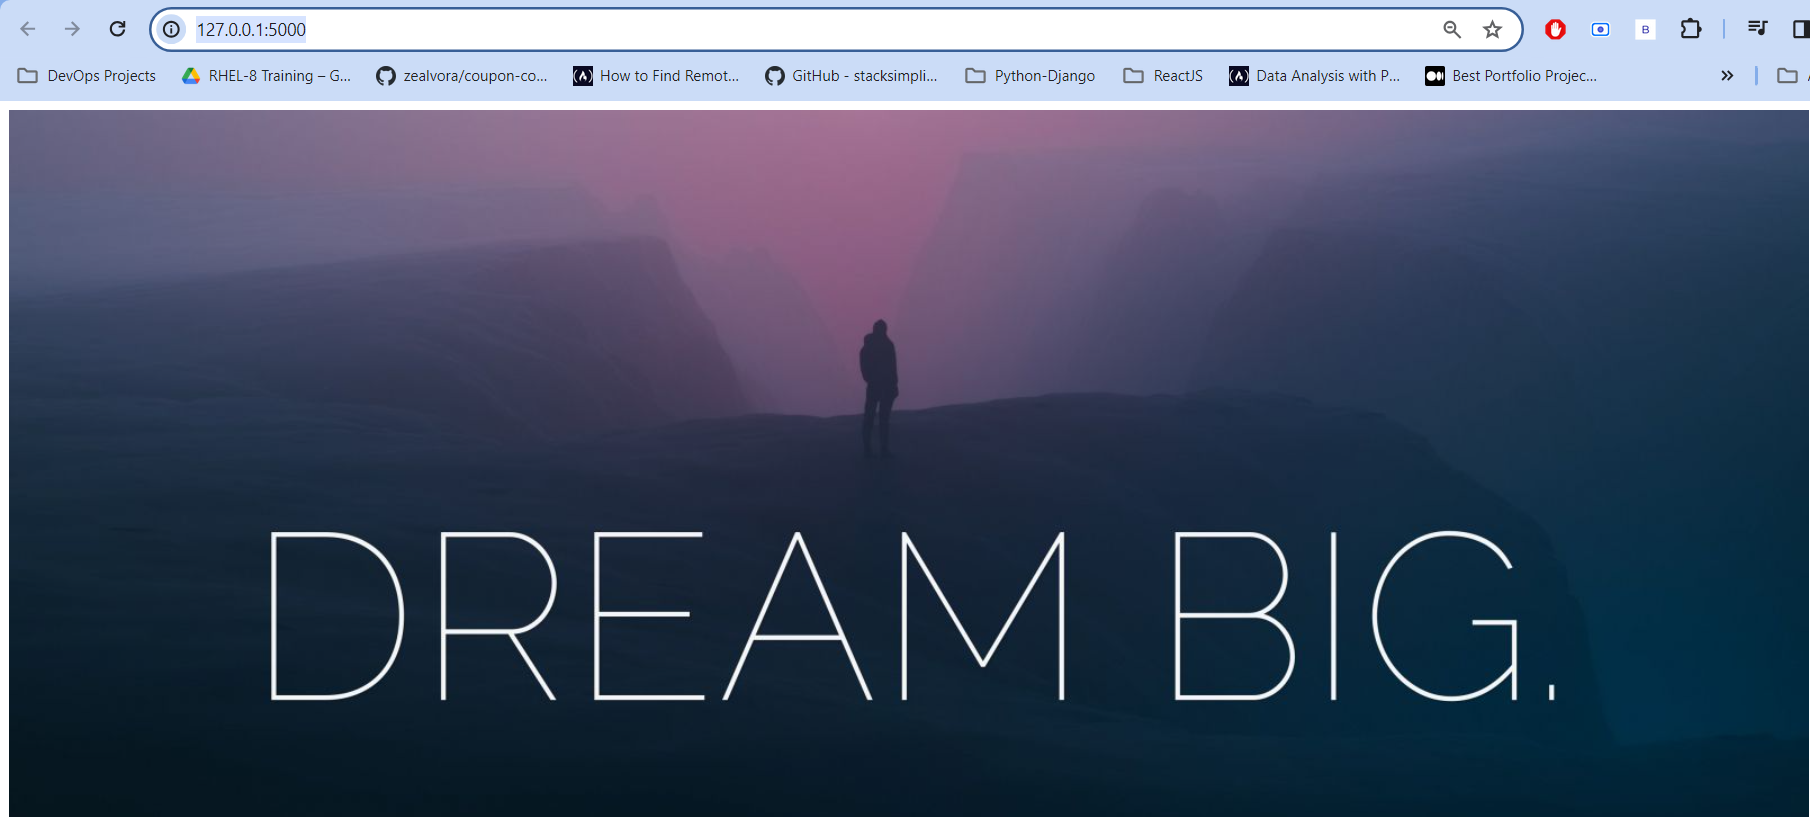 127.0.0.1:5000
B
DevOps Projects
RHEL-8 Training – G...
zealvora/coupon-co...
How to Find Remot...
GitHub - stacksimpli...
Python-Django
ReactJS
Data Analysis with P...
Best Portfolio Projec...
DREAM BIG.